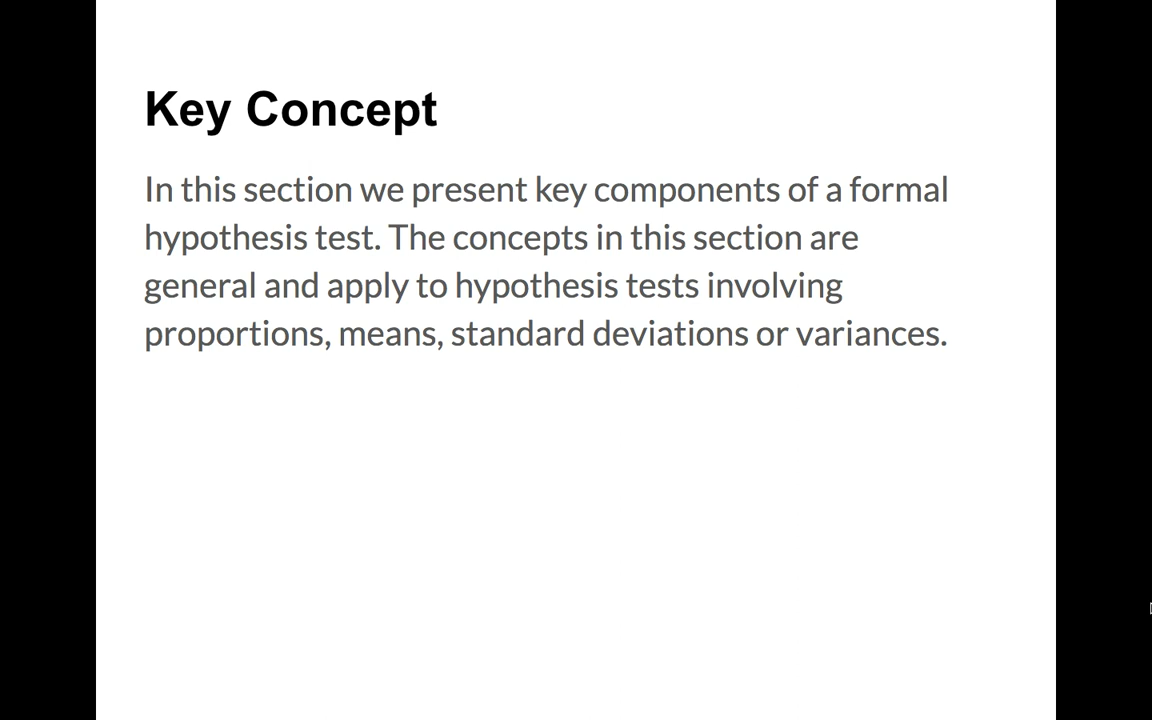 Key Concept
In this section we present key components of a formal
hypothesis test. The concepts in this section are
general and apply to hypothesis tests involving
proportions, means, standard deviations or variances.